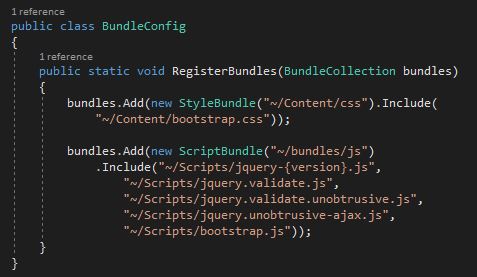 1 reference
public class BundleConfig
{
1 reference
public static void RegisterBundles(BundleCollection bundles)
{
bundles.Add(new StyleBundle("~/Content/css").Include(
"~/Content/bootstrap.css"));
bundles.Add(new ScriptBundle("~/bundles/js")
.Include("~/Scripts/jquery-{version}.js",
"~/Scripts/jquery.validate.js",
"~/Scripts/jquery.validate.unobtrusive.js",
"~/Scripts/jquery.unobtrusive-ajax.js",
"~/Scripts/bootstrap.js"));
}
}